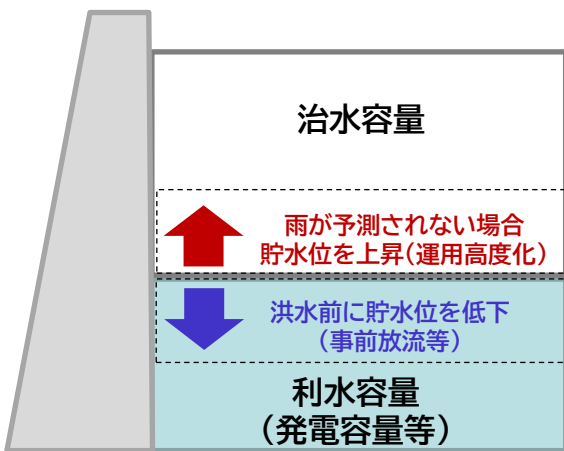 治水容量
雨が予測されない場合
貯水位を上昇(運用高度化)
洪水前に貯水位を低下
(事前放流等)
利水容量
(発電容量等)